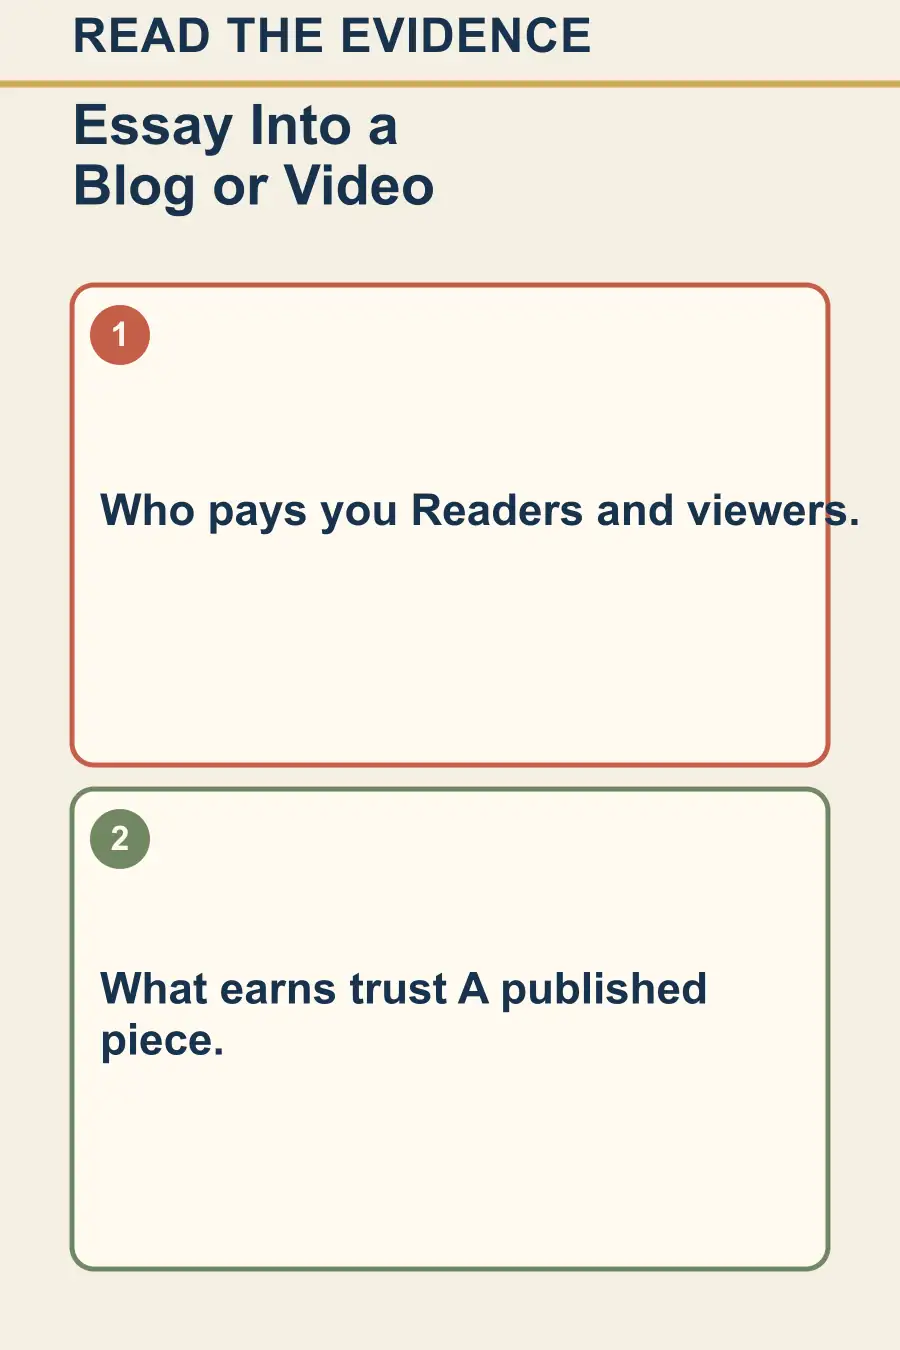 READ THE EVIDENCE
Essay Into a
Blog or Video
1
Who pays you Readers and viewers.
2
What earns trust A published
piece.